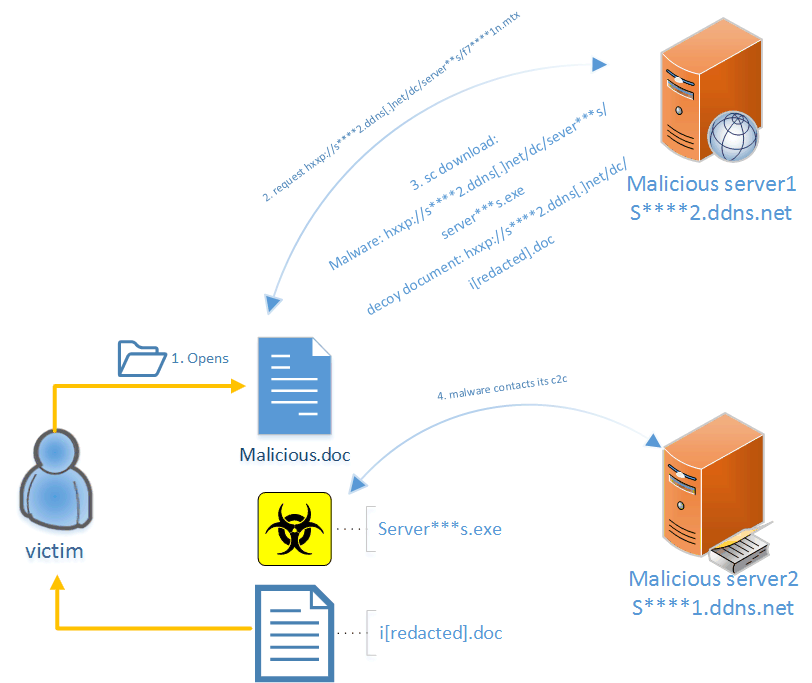 2. request hxxp://s****2.ddns[.]net/dc/server**s/f7****1n.mtx
3. sc download:
Malware: hxxp://s****2.ddns[.]net/dc/sever***s/
server***s.exe
decoy document: hxxp://s****2.ddns[.]net/dc/
i[redacted].doc
Malicious server1
S****2.ddns.net
1. Opens
Malicious.doc
4. malware contacts its c2c
victim
Server***s.exe
i[redacted].doc
Malicious server2
S****1.ddns.net